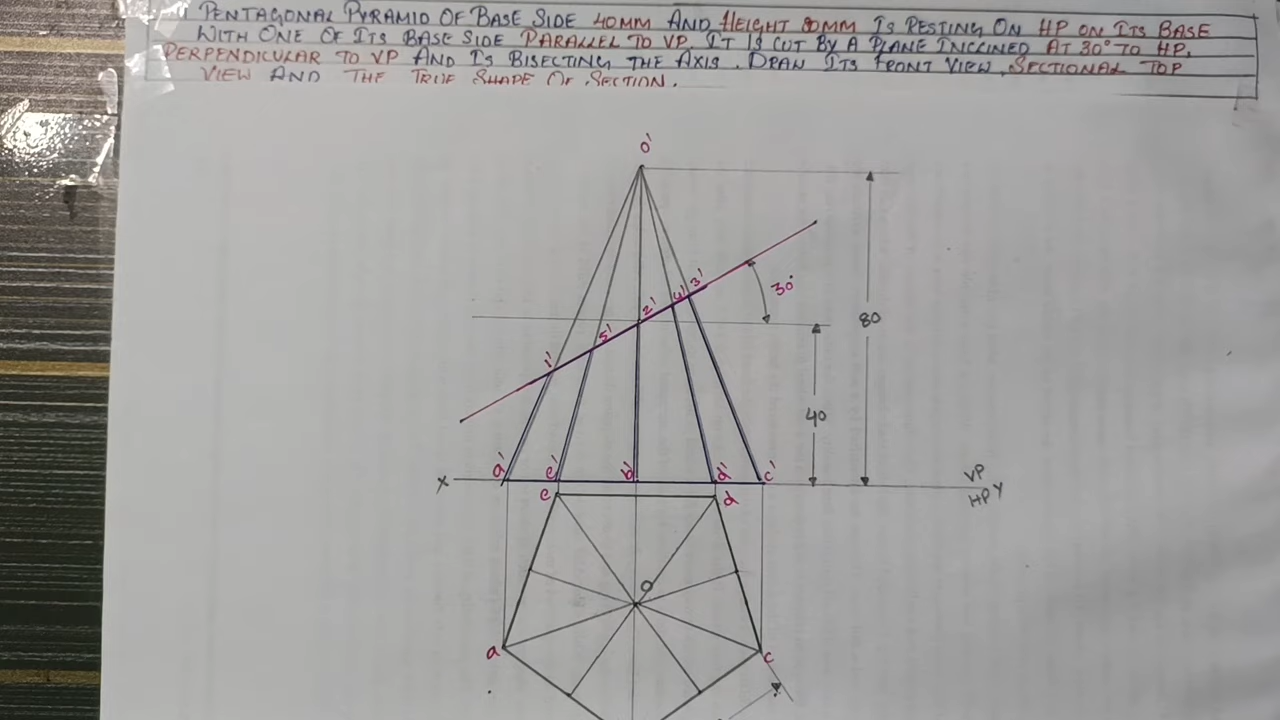 PENTAGONAL PYRAMID OF BASE SIDE 40MM AND HEIGHT 80MM IS RESTING ON HP ON ITS BASE
WITH ONE OF ITS BASE SIDE PARALLEL TO VP. IT IS CUT BY A PLANE INCLINED AT 30° TO HP,
PERPENDICULAR TO VP AND IS BISECTING THE AXIS. DRAW ITS FRONT VIEW, SECTIONAL TOP
VIEW AND THE TRUE SHAPE OF SECTION.
o'
1' 5' 2' 4' 3'
30°
80
40
a' e' b' d' c'
X VP
HP Y
e d
o
a c